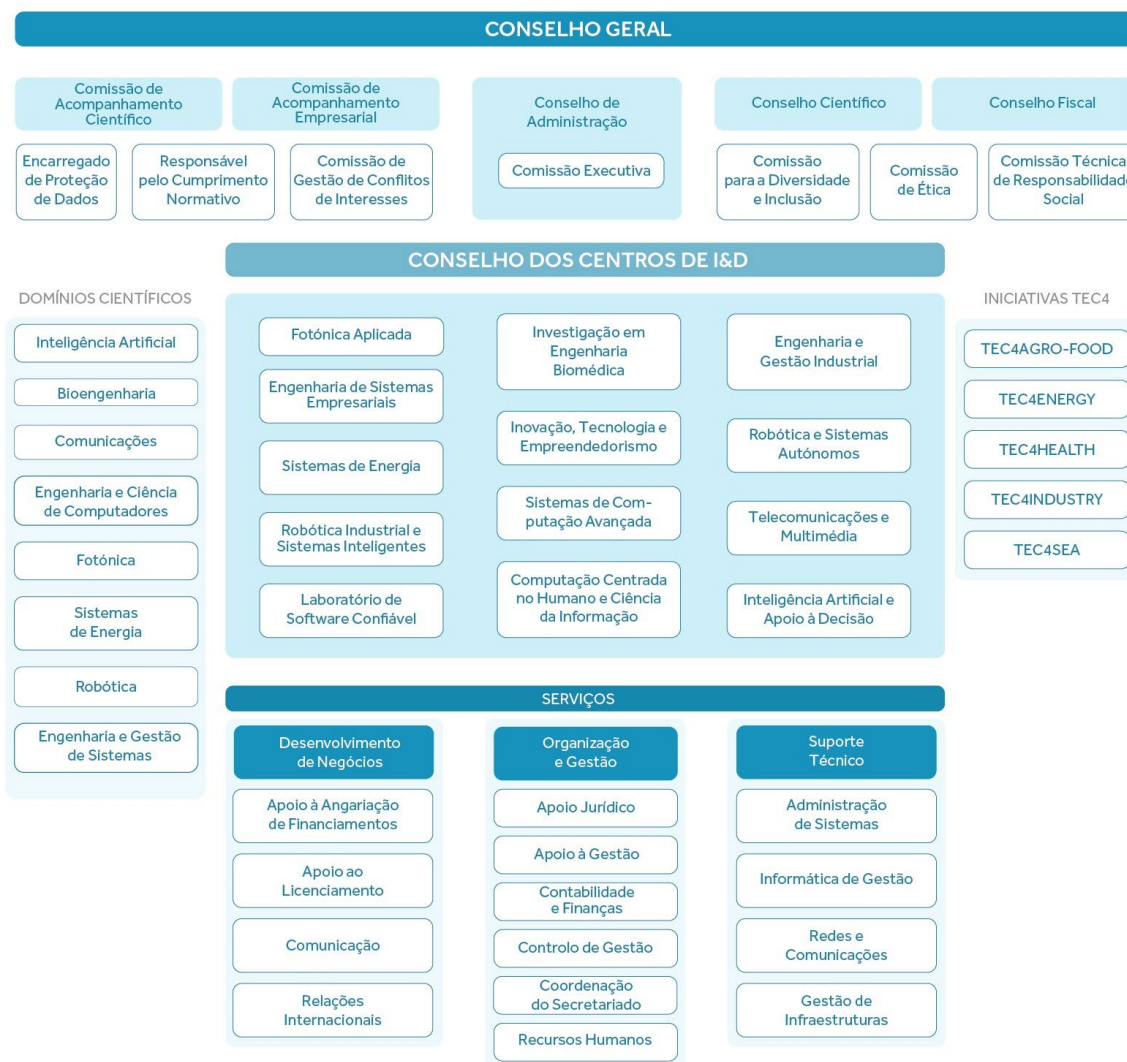 CONSELHO GERAL
Comissão de
Acompanhamento
Científico
Comissão de
Acompanhamento
Empresarial
Conselho de
Administração
Comissão Executiva
Conselho Científico
Conselho Fiscal
Encarregado
de Proteção
de Dados
Responsável
pelo Cumprimento
Normativo
Comissão de
Gestão de Conflitos
de Interesses
Comissão
para a Diversidade
e Inclusão
Comissão
de Ética
Comissão Técnica
de Responsabilidade
Social
CONSELHO DOS CENTROS DE I&D
DOMÍNIOS CIENTÍFICOS
Inteligência Artificial
Bioengenharia
Comunicações
Engenharia e Ciência
de Computadores
Fotónica
Sistemas
de Energia
Robótica
Engenharia e Gestão
de Sistemas
Fotónica Aplicada
Engenharia de Sistemas
Empresariais
Sistemas de Energia
Robótica Industrial e
Sistemas Inteligentes
Laboratório de
Software Confiável
Investigação em
Engenharia
Biomédica
Inovação, Tecnologia e
Empreendedorismo
Sistemas de Com-
putação Avançada
Computação Centrada
no Humano e Ciência
da Informação
Engenharia e
Gestão Industrial
Robótica e Sistemas
Autónomos
Telecomunicações e
Multimédia
Inteligência Artificial e
Apoio à Decisão
INICIATIVAS TEC4
TEC4AGRO-FOOD
TEC4ENERGY
TEC4HEALTH
TEC4INDUSTRY
TEC4SEA
SERVIÇOS
Desenvolvimento
de Negócios
Apoio à Angariação
de Financiamentos
Apoio ao
Licenciamento
Comunicação
Relações
Internacionais
Organização
e Gestão
Apoio Jurídico
Apoio à Gestão
Contabilidade
e Finanças
Controlo de Gestão
Coordenação
do Secretariado
Recursos Humanos
Suporte
Técnico
Administração
de Sistemas
Informática de Gestão
Redes e
Comunicações
Gestão de
Infraestruturas